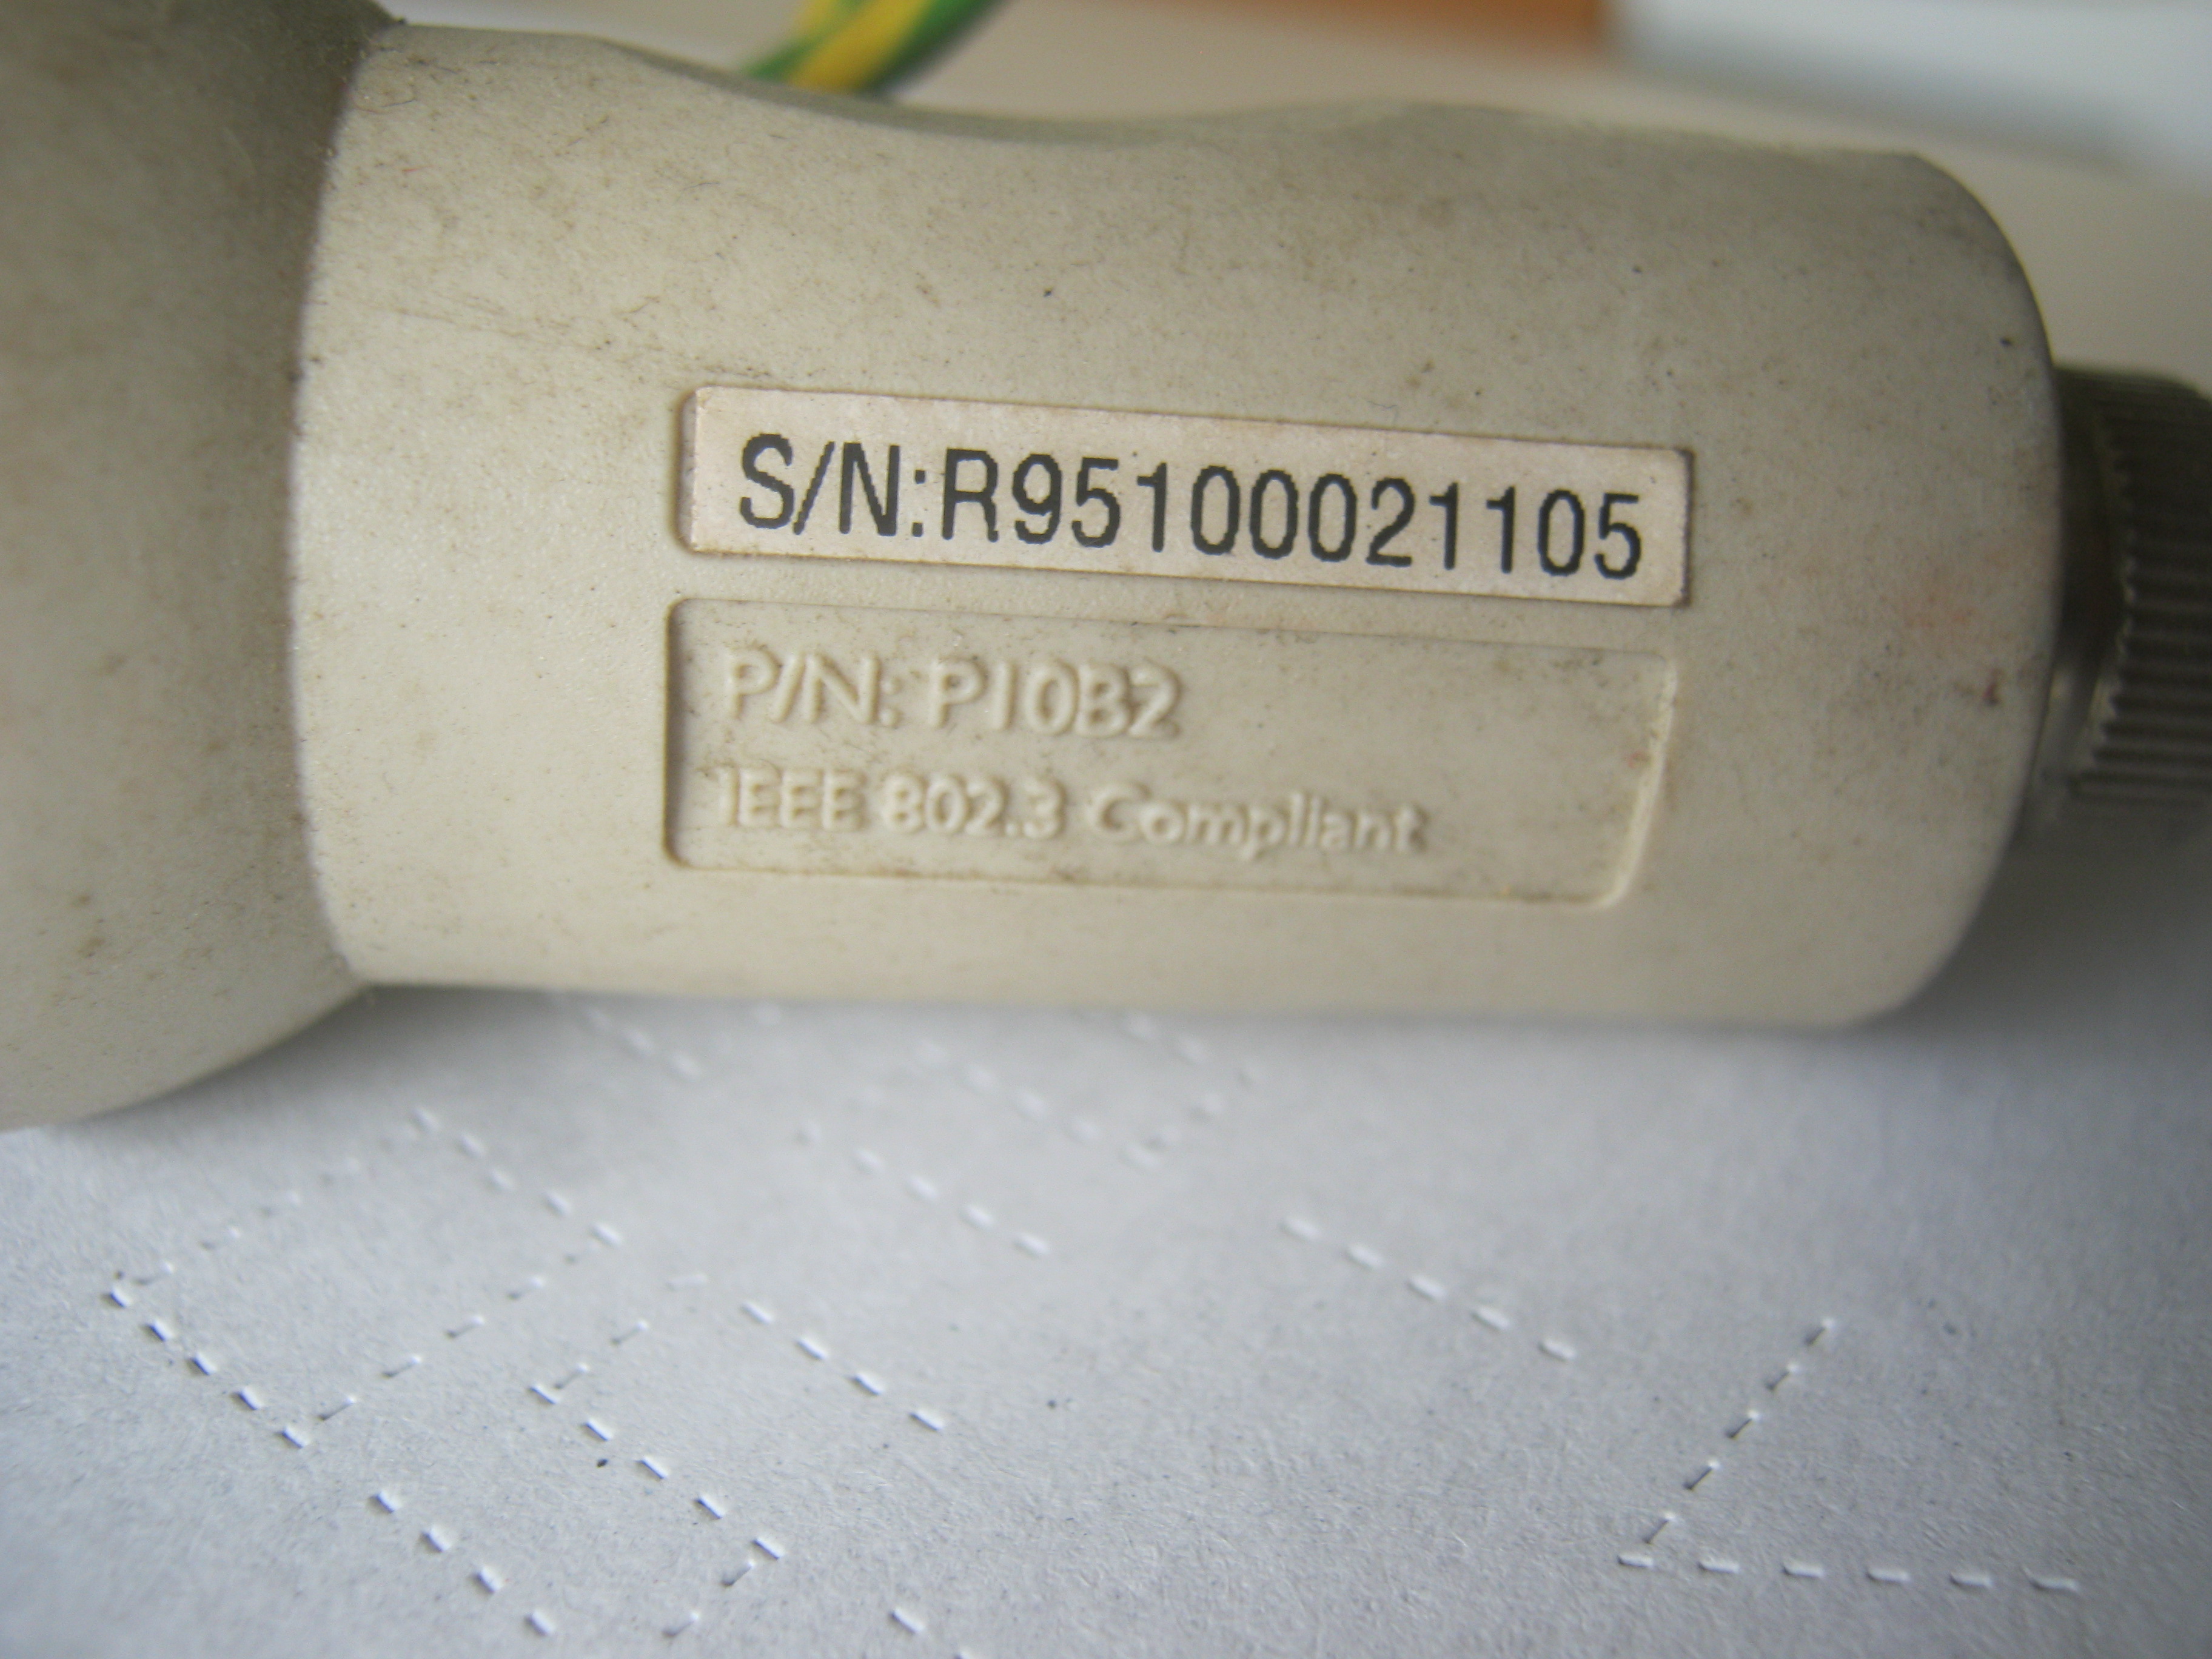 S/N:R95100021105
P/N: P10B2
IEEE 802.3 Compliant